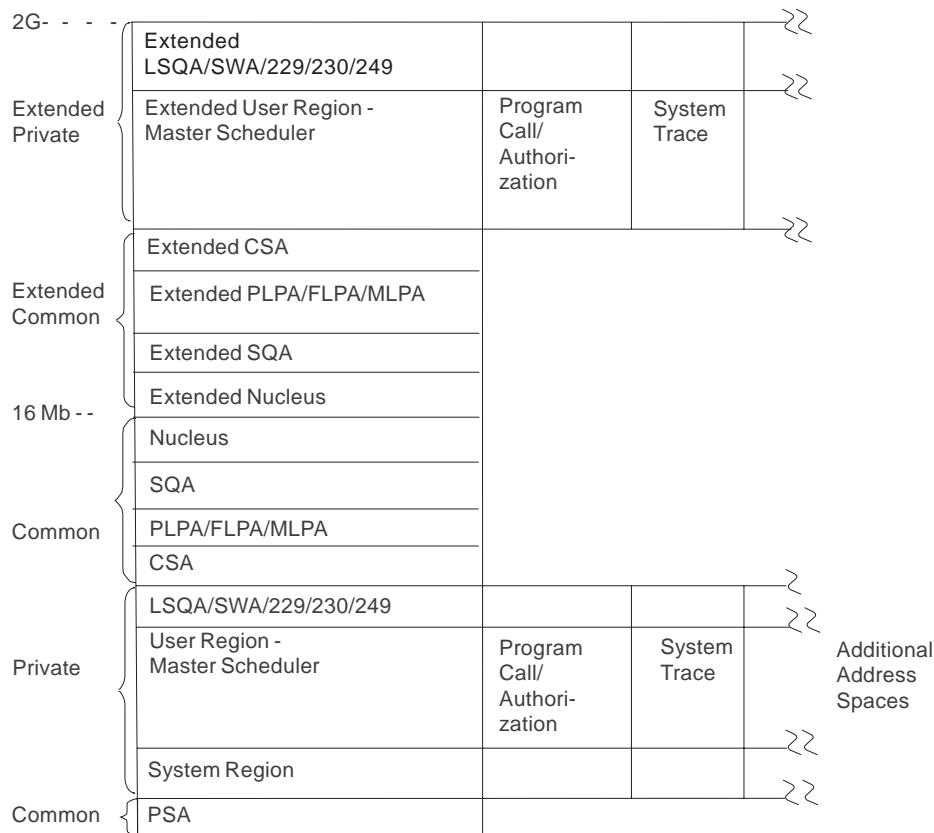 2G- - - -
Extended
LSQA/SWA/229/230/249
Extended
Private
Extended User Region -
Master Scheduler
Program
Call/
Authori-
zation
System
Trace
Extended CSA
Extended
Common
Extended PLPA/FLPA/MLPA
Extended SQA
Extended Nucleus
16 Mb - -
Nucleus
SQA
Common
PLPA/FLPA/MLPA
CSA
LSQA/SWA/229/230/249
Private
User Region -
Master Scheduler
Program
Call/
Authori-
zation
System
Trace
Additional
Address
Spaces
System Region
Common
PSA